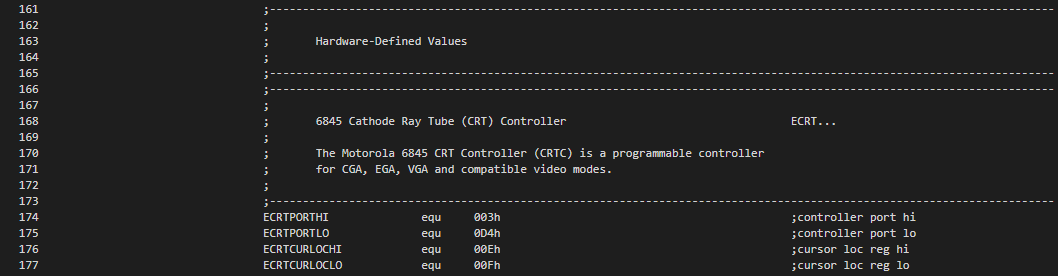 161 ;-----------------------------------------------------------------------------------------------------------------------
162 ;
163 ; Hardware-Defined Values
164 ;
165 ;-----------------------------------------------------------------------------------------------------------------------
166 ;-----------------------------------------------------------------------------------------------------------------------
167 ;
168 ; 6845 Cathode Ray Tube (CRT) Controller ECRT...
169 ;
170 ; The Motorola 6845 CRT Controller (CRTC) is a programmable controller
171 ; for CGA, EGA, VGA and compatible video modes.
172 ;
173 ;-----------------------------------------------------------------------------------------------------------------------
174 ECRTPORTHI equ 003h ;controller port hi
175 ECRTPORTLO equ 0D4h ;controller port lo
176 ECRTCURLOCHI equ 00Eh ;cursor loc reg hi
177 ECRTCURLOCLO equ 00Fh ;cursor loc reg lo